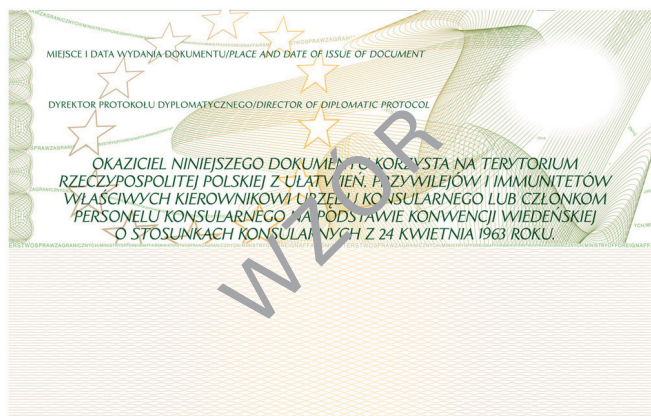 MIEJSCE I DATA WYDANIA DOKUMENTU/PLACE AND DATE OF ISSUE OF DOCUMENT
DYREKTOR PROTOKOŁU DYPLOMATYCZNEGO/DIRECTOR OF DIPLOMATIC PROTOCOL
OKAZICIEL NINIEJSZEGO DOKUMENTU KORZYSTA NA TERYTORIUM
RZECZYPOSPOLITEJ POLSKIEJ Z UŁATWIEŃ, PRZYWILEJÓW I IMMUNITETÓW
WŁAŚCIWYCH KIEROWNIKOWI URZĘDU KONSULARNEGO LUB CZŁONKOM
PERSONELU KONSULARNEGO NA PODSTAWIE KONWENCJI WIEDEŃSKIEJ
O STOSUNKACH KONSULARNYCH Z 24 KWIETNIA 1963 ROKU.
WZÓR